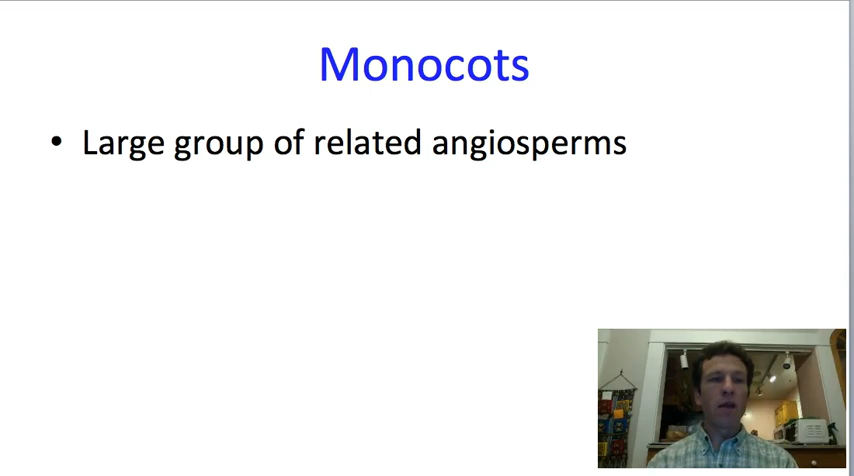 Monocots
• Large group of related angiosperms